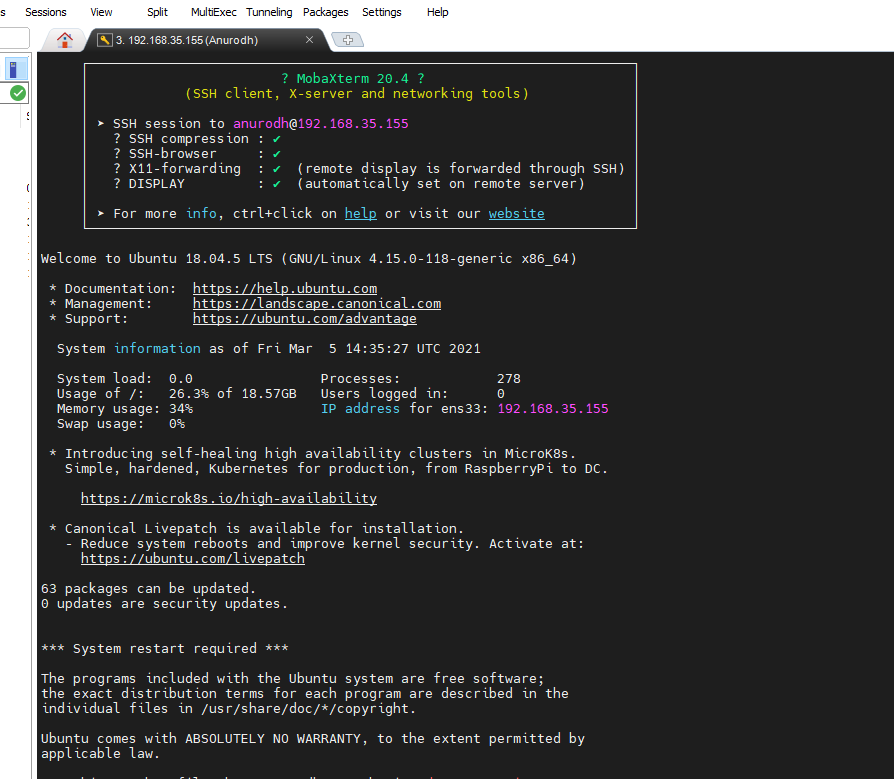 s Sessions View Split MultiExec Tunneling Packages Settings Help
3. 192.168.35.155 (Anurodh)
? MobaXterm 20.4 ?
(SSH client, X-server and networking tools)
➤ SSH session to anurodh@192.168.35.155
? SSH compression : ✔
? SSH-browser : ✔
? X11-forwarding : ✔ (remote display is forwarded through SSH)
? DISPLAY : ✔ (automatically set on remote server)
➤ For more info, ctrl+click on help or visit our website
Welcome to Ubuntu 18.04.5 LTS (GNU/Linux 4.15.0-118-generic x86_64)
* Documentation: https://help.ubuntu.com
* Management: https://landscape.canonical.com
* Support: https://ubuntu.com/advantage
System information as of Fri Mar 5 14:35:27 UTC 2021
System load: 0.0 Processes: 278
Usage of /: 26.3% of 18.57GB Users logged in: 0
Memory usage: 34% IP address for ens33: 192.168.35.155
Swap usage: 0%
* Introducing self-healing high availability clusters in MicroK8s.
Simple, hardened, Kubernetes for production, from RaspberryPi to DC.
https://microk8s.io/high-availability
* Canonical Livepatch is available for installation.
- Reduce system reboots and improve kernel security. Activate at:
https://ubuntu.com/livepatch
63 packages can be updated.
0 updates are security updates.
*** System restart required ***
The programs included with the Ubuntu system are free software;
the exact distribution terms for each program are described in the
individual files in /usr/share/doc/*/copyright.
Ubuntu comes with ABSOLUTELY NO WARRANTY, to the extent permitted by
applicable law.